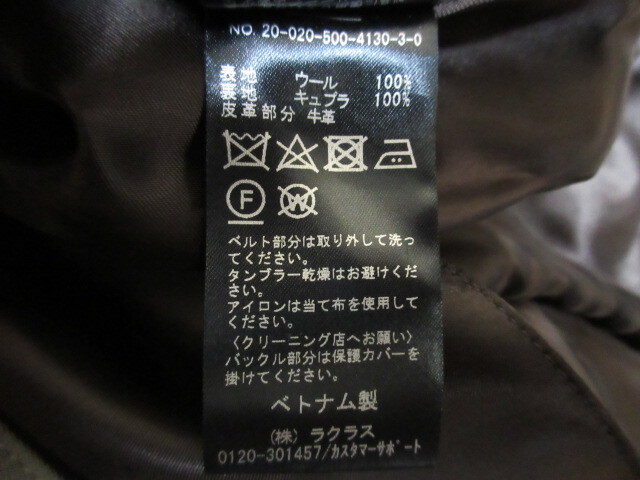 NO. 20-020-500-4130-3-0
表地 ウール 100%
裏地 キュプラ 100%
皮革部分 牛革
F W
ベルト部分は取り外して洗っ
てください。
タンブラー乾燥はお避けくださ
い。
アイロンは当て布を使用して
してください。
〈クリーニング店へお願い〉
バックル部分は保護カバーを
掛けてください。
ベトナム製
(株) ラクラス
0120-301457/カスタマーサポート